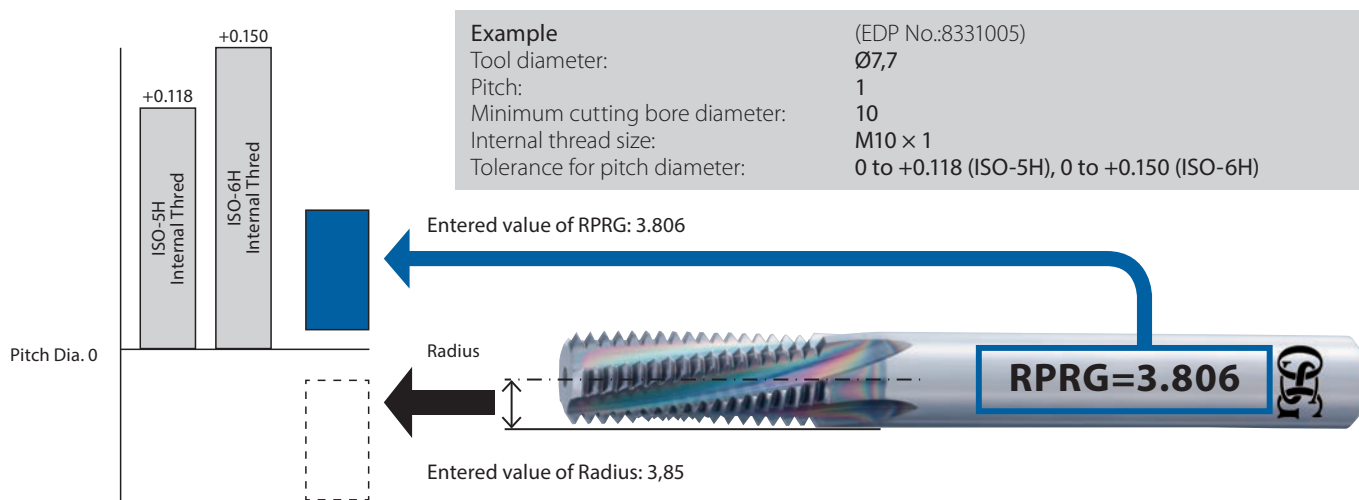 +0.150
+0.118
ISO-5H
Internal Thred
ISO-6H
Internal Thred
Pitch Dia. 0
Example (EDP No.:8331005)
Tool diameter: Ø7,7
Pitch: 1
Minimum cutting bore diameter: 10
Internal thread size: M10 × 1
Tolerance for pitch diameter: 0 to +0.118 (ISO-5H), 0 to +0.150 (ISO-6H)
Entered value of RPRG: 3.806
Radius
RPRG=3.806
OSG
Entered value of Radius: 3,85